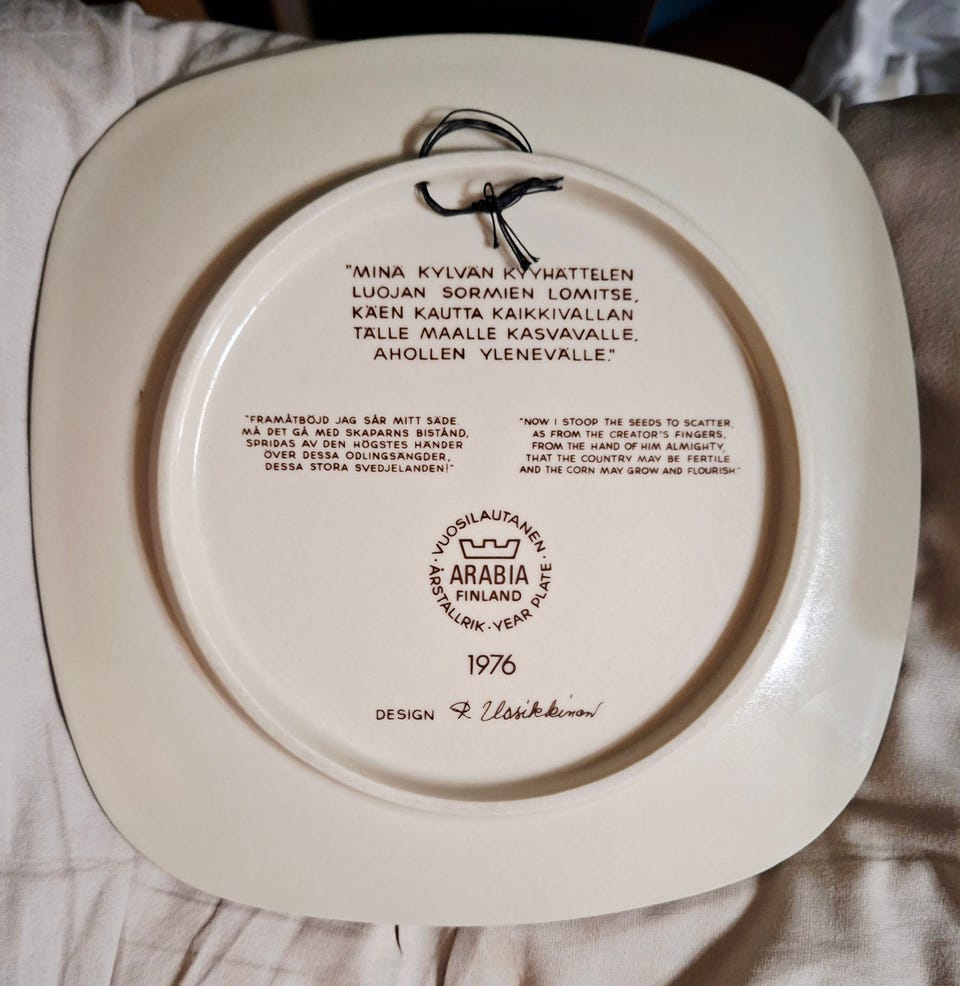 "MINÄ KYLVÄN KYYHÄTTELEN
LUOJAN SORMIEN LOMITSE,
KÄEN KAUTTA KAIKKIVALLAN
TÄLLE MAALLE KASVAVALLE,
AHOLLEN YLENEVÄLLE."
"FRAMÅTBÖJD JAG SÅR MITT SÄDE
MÅ DET GÅ MED SKAPARNS BISTÅND,
SPRIDAS AV DEN HÖGSTES HÄNDER
ÖVER DESSA ODLINGSÄNGDER,
DESSA STORA SVEDJELANDEN!"
"NOW I STOOP THE SEEDS TO SCATTER,
AS FROM THE CREATOR'S FINGERS,
FROM THE HAND OF HIM ALMIGHTY,
THAT THE COUNTRY MAY BE FERTILE
AND THE CORN MAY GROW AND FLOURISH"
· VUOSILAUTANEN ·
ARABIA
FINLAND
ÅRSTALLRIK · YEAR PLATE
1976
DESIGN R Uosikkinen